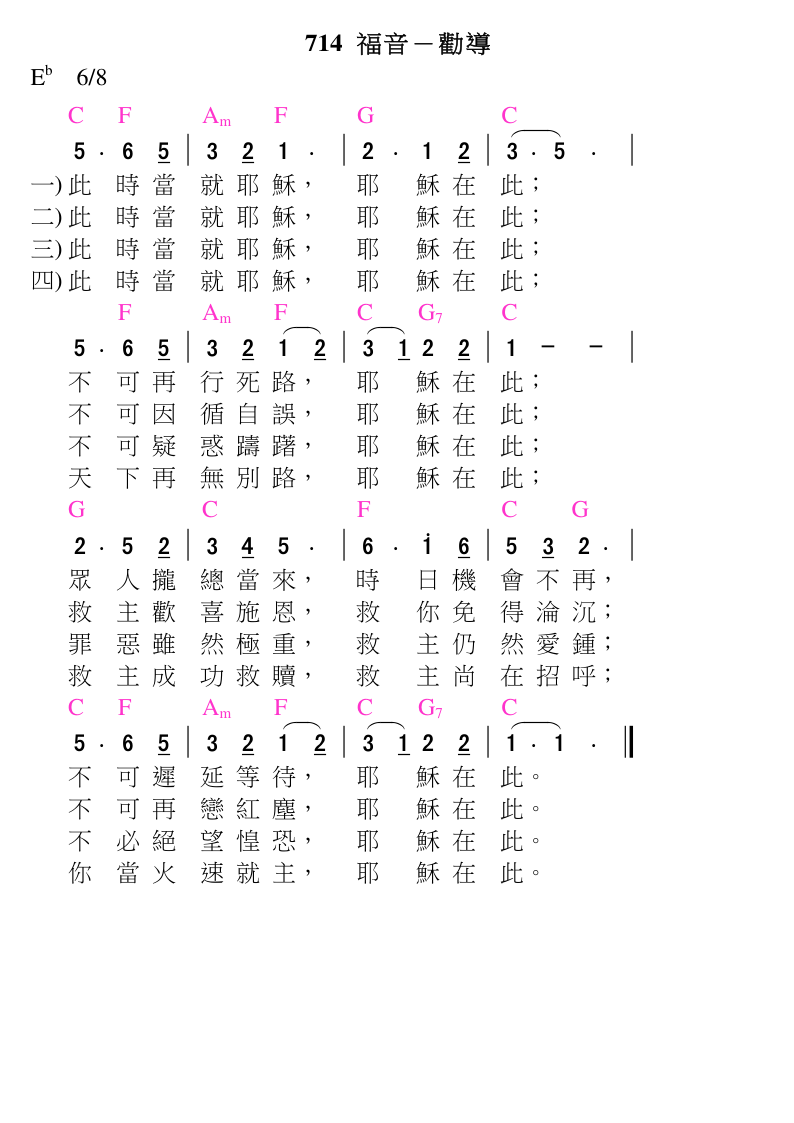 714 福音－勸導
E♭ 6/8
C F Am F G C
5 · 6 5 | 3 2 1 · | 2 · 1 2 | 3 · 5 · |
一) 此時當就耶穌，耶穌在此；
二) 此時當就耶穌，耶穌在此；
三) 此時當就耶穌，耶穌在此；
四) 此時當就耶穌，耶穌在此；
F Am F C G7 C
5 · 6 5 | 3 2 1 2 | 3 1 2 2 | 1 － － |
不可再行死路，耶穌在此；
不可因循自誤，耶穌在此；
不可疑惑躊躇，耶穌在此；
天下再無別路，耶穌在此；
G C F C G
2 · 5 2 | 3 4 5 · | 6 · i 6 | 5 3 2 · |
眾人攏總當來，時日機會不再，
救主歡喜施恩，救你免得淪沉；
罪惡雖然極重，救主仍然愛鍾；
救主成功救贖，救主尚在招呼；
C F Am F C G7 C
5 · 6 5 | 3 2 1 2 | 3 1 2 2 | 1 · 1 · ‖
不可遲延等待，耶穌在此。
不可再戀紅塵，耶穌在此。
不必絕望惶恐，耶穌在此。
你當火速就主，耶穌在此。